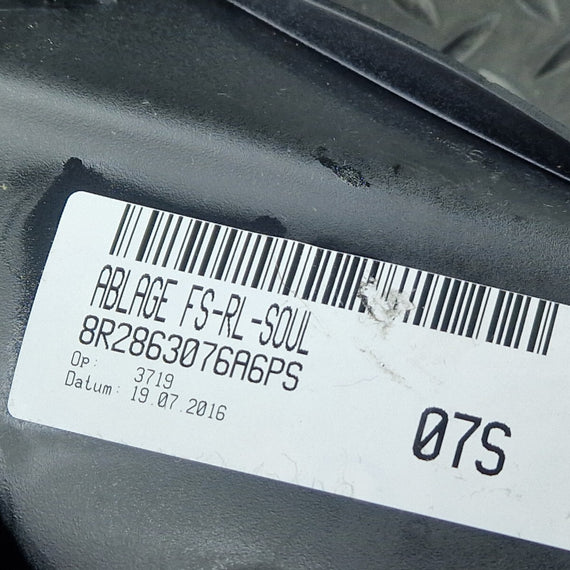 ABLAGE FS-RL-SOUL
8R2863076A6PS
Op: 3719
Datum: 19.07.2016
07S